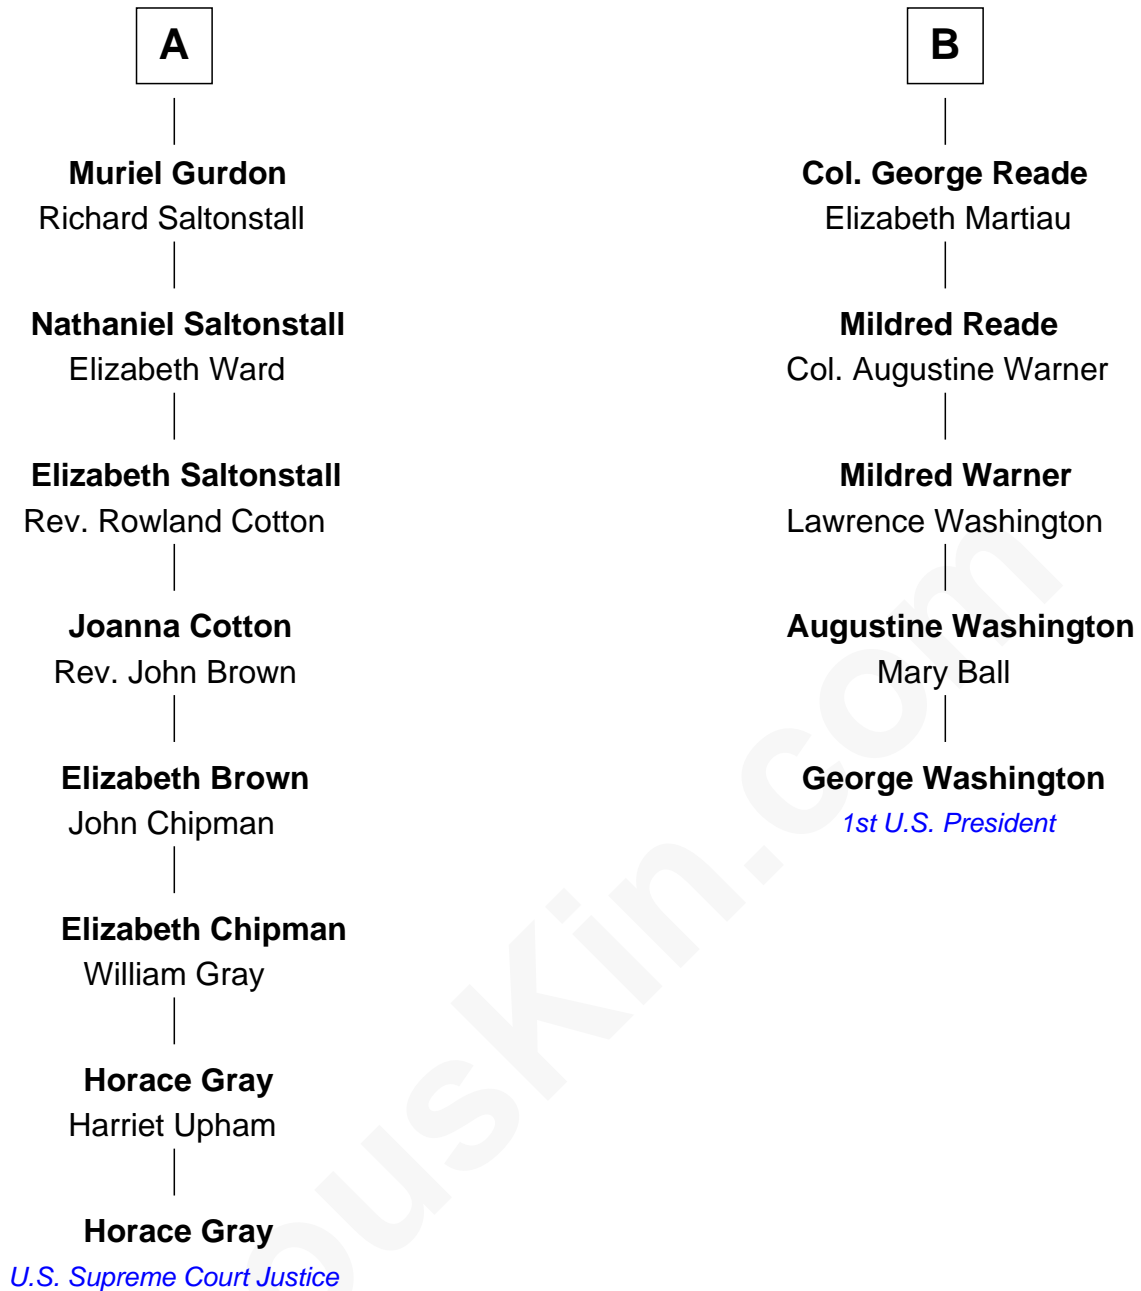 A
Muriel Gurdon
Richard Saltonstall
Nathaniel Saltonstall
Elizabeth Ward
Elizabeth Saltonstall
Rev. Rowland Cotton
Joanna Cotton
Rev. John Brown
Elizabeth Brown
John Chipman
Elizabeth Chipman
William Gray
Horace Gray
Harriet Upham
Horace Gray
U.S. Supreme Court Justice
B
Col. George Reade
Elizabeth Martiau
Mildred Reade
Col. Augustine Warner
Mildred Warner
Lawrence Washington
Augustine Washington
Mary Ball
George Washington
1st U.S. President
ousKin.com